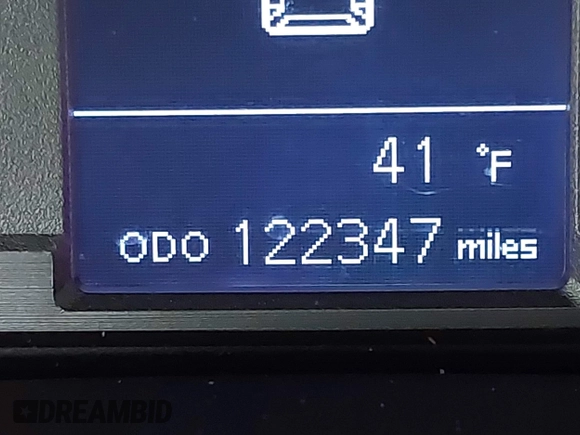 41 °F
ODO 122347 miles
DREAMBID